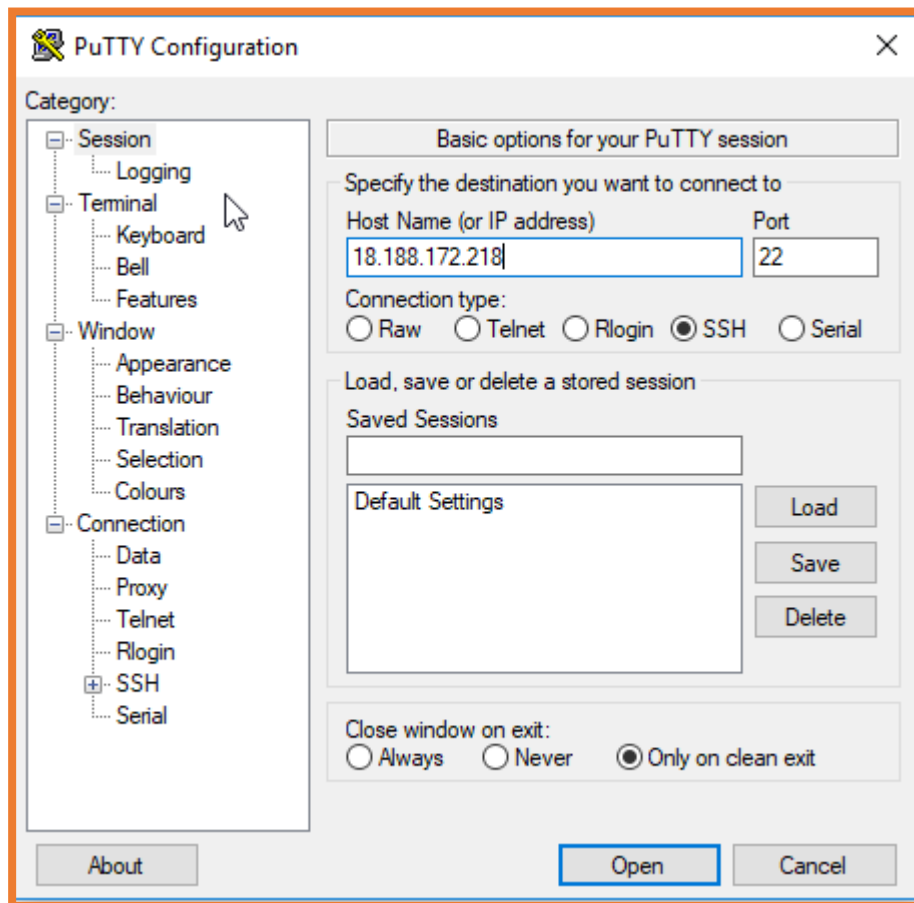 PuTTY Configuration
Category:
Session
Logging
Terminal
Keyboard
Bell
Features
Window
Appearance
Behaviour
Translation
Selection
Colours
Connection
Data
Proxy
Telnet
Rlogin
SSH
Serial
Basic options for your PuTTY session
Specify the destination you want to connect to
Host Name (or IP address) Port
18.188.172.218 22
Connection type:
Raw Telnet Rlogin SSH Serial
Load, save or delete a stored session
Saved Sessions
Default Settings
Load
Save
Delete
Close window on exit:
Always Never Only on clean exit
About Open Cancel